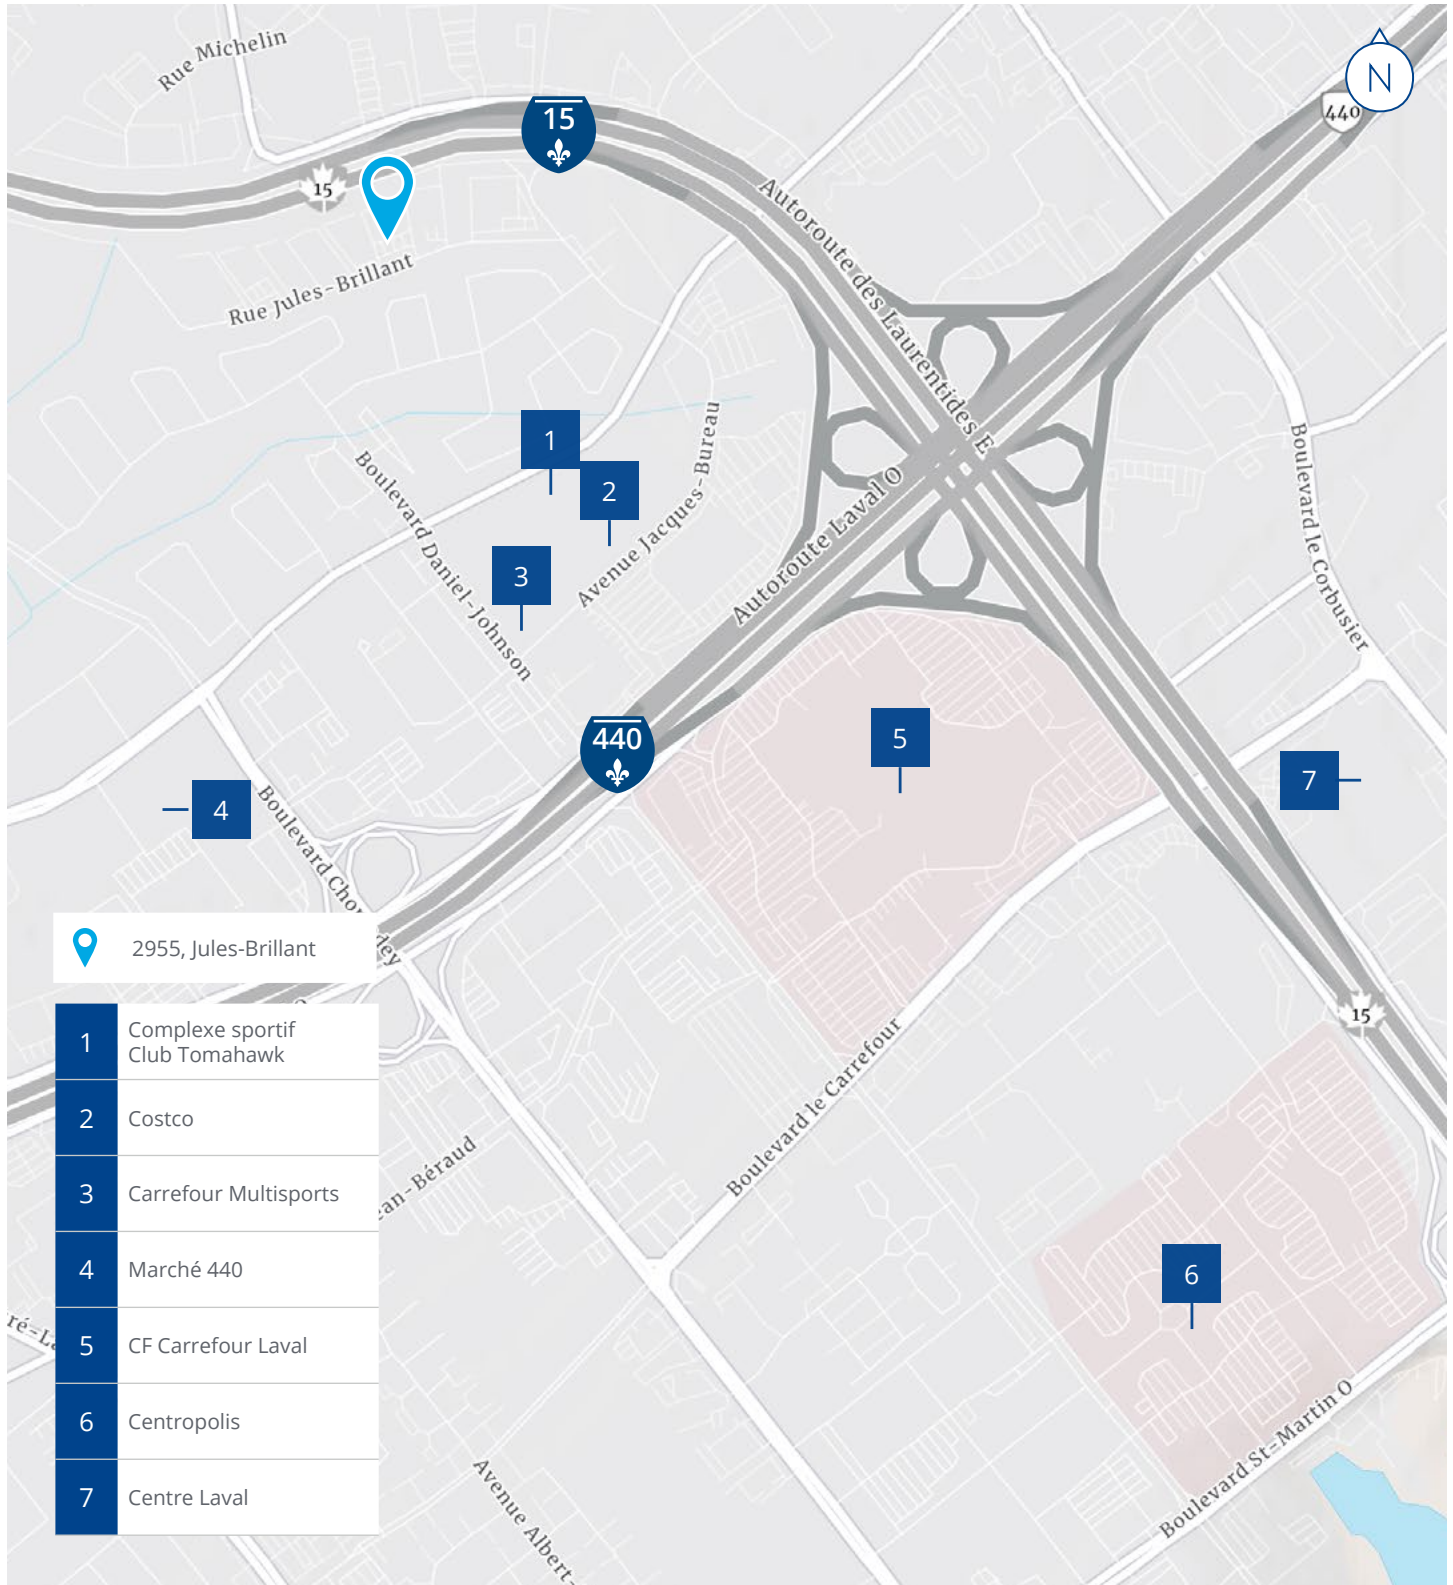 Rue Michelin
N
15
440
15
Autoroute des Laurentides E
Rue Jules-Brillant
1
2
3
Boulevard Daniel-Johnson
Avenue Jacques-Bureau
Autoroute Laval O
Boulevard le Corbusier
440
5
7
4
Boulevard Chomedey
2955, Jules-Brillant
15
Boulevard le Carrefour
ean-Béraud
6
Boulevard St-Martin O
Avenue Albert-
1 Complexe sportif
Club Tomahawk
2 Costco
3 Carrefour Multisports
4 Marché 440
5 CF Carrefour Laval
6 Centropolis
7 Centre Laval